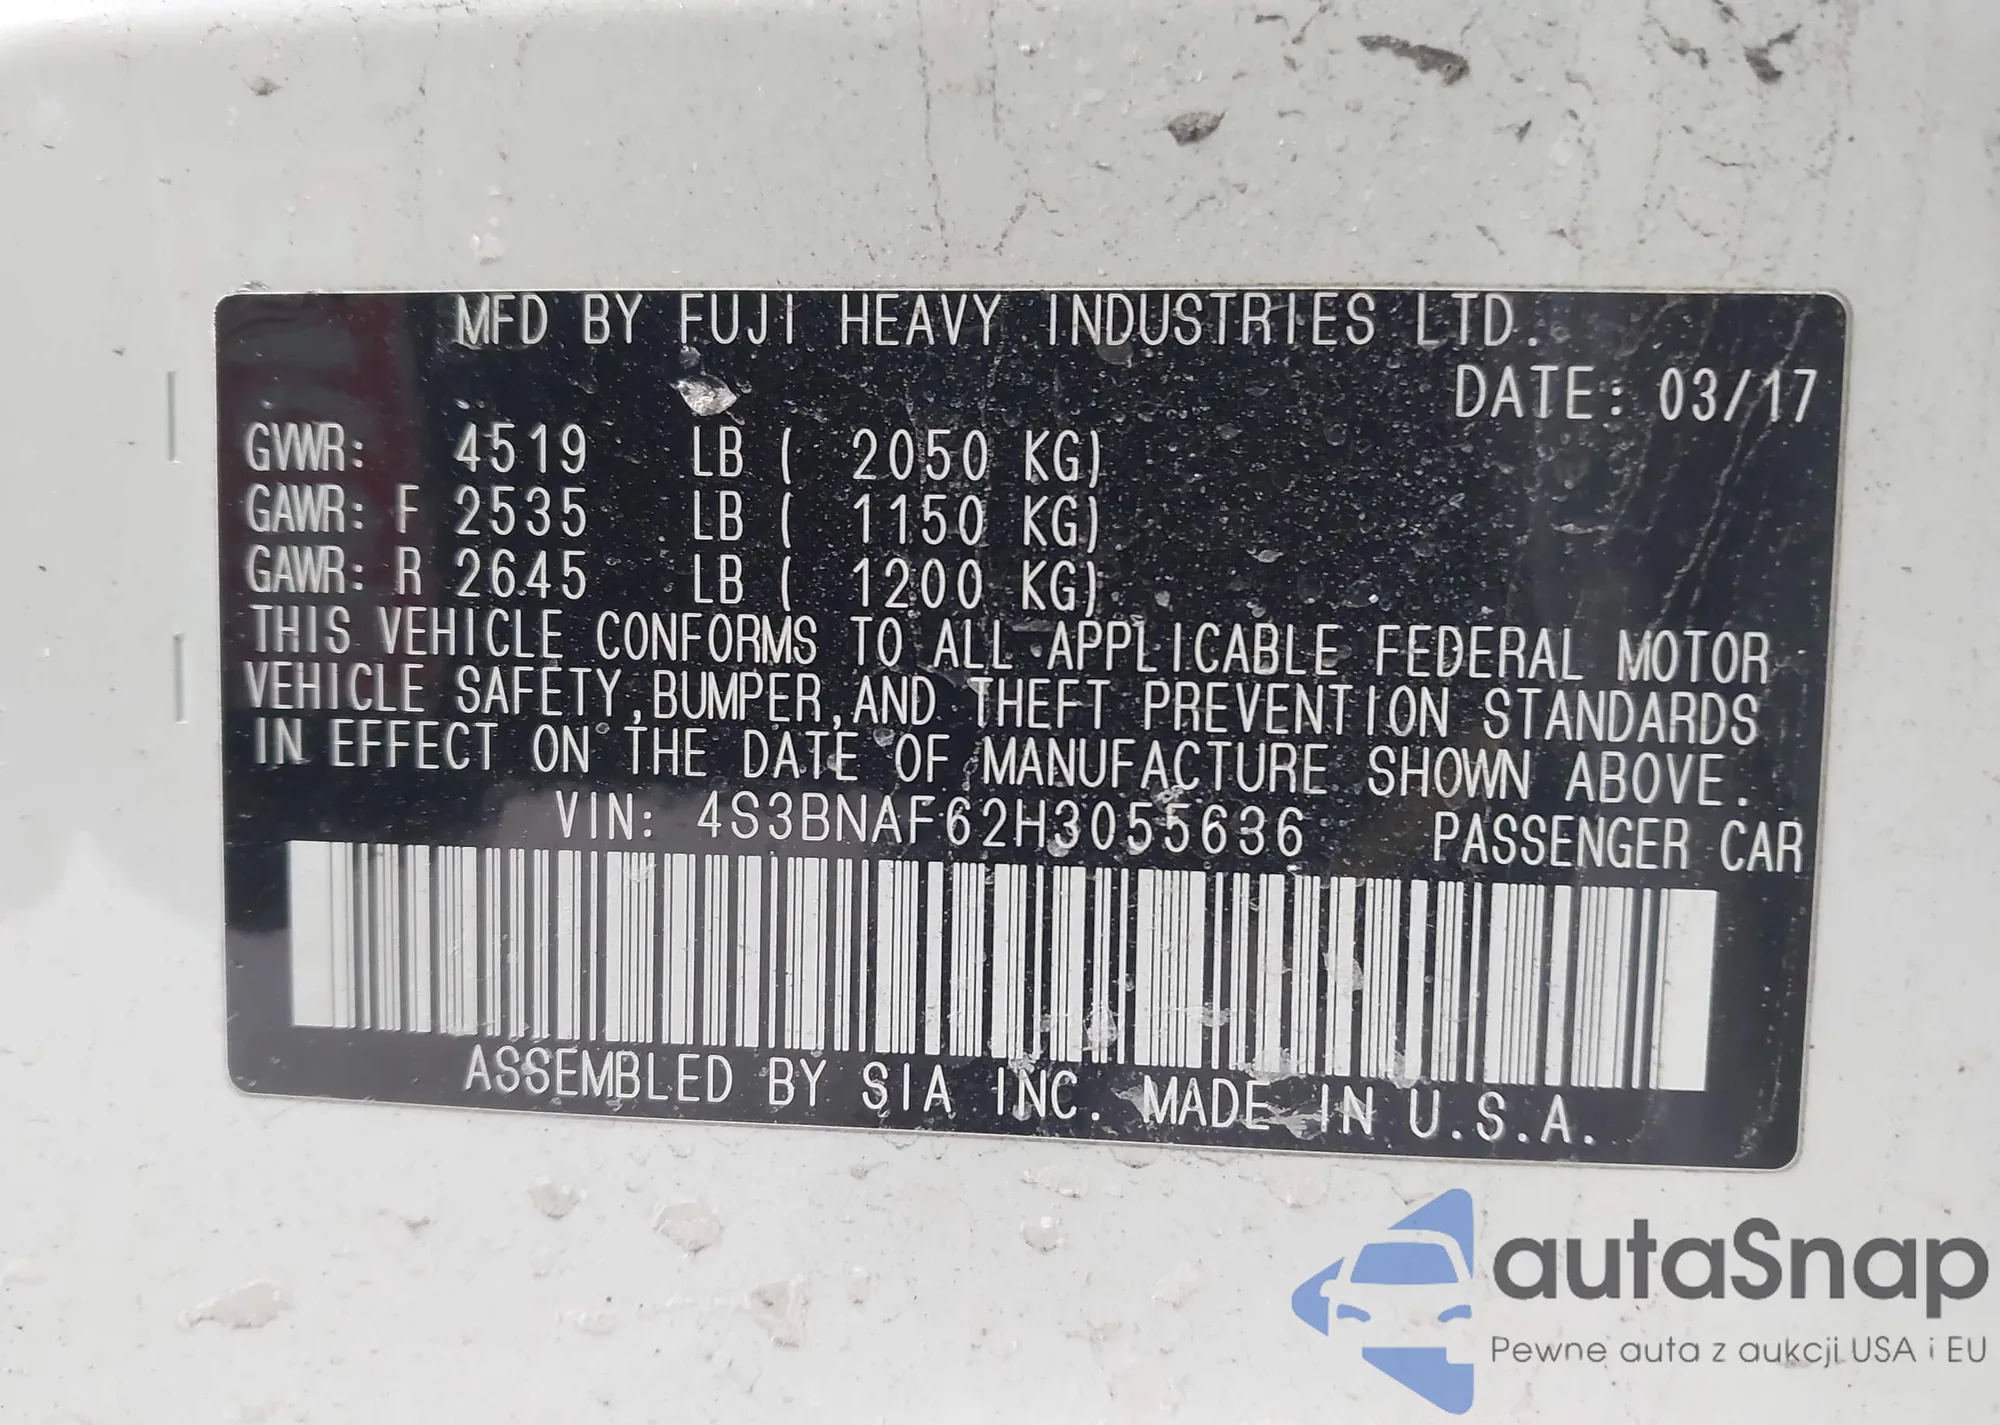 MFD BY FUJI HEAVY INDUSTRIES LTD.
DATE: 03/17
GVWR: 4519 LB ( 2050 KG)
GAWR: F 2535 LB ( 1150 KG)
GAWR: R 2645 LB ( 1200 KG)
THIS VEHICLE CONFORMS TO ALL APPLICABLE FEDERAL MOTOR
VEHICLE SAFETY,BUMPER,AND THEFT PREVENTION STANDARDS
IN EFFECT ON THE DATE OF MANUFACTURE SHOWN ABOVE.
VIN: 4S3BNAF62H3055636 PASSENGER CAR
ASSEMBLED BY SIA INC. MADE IN U.S.A.
autaSnap
Pewne auta z aukcji USA i EU